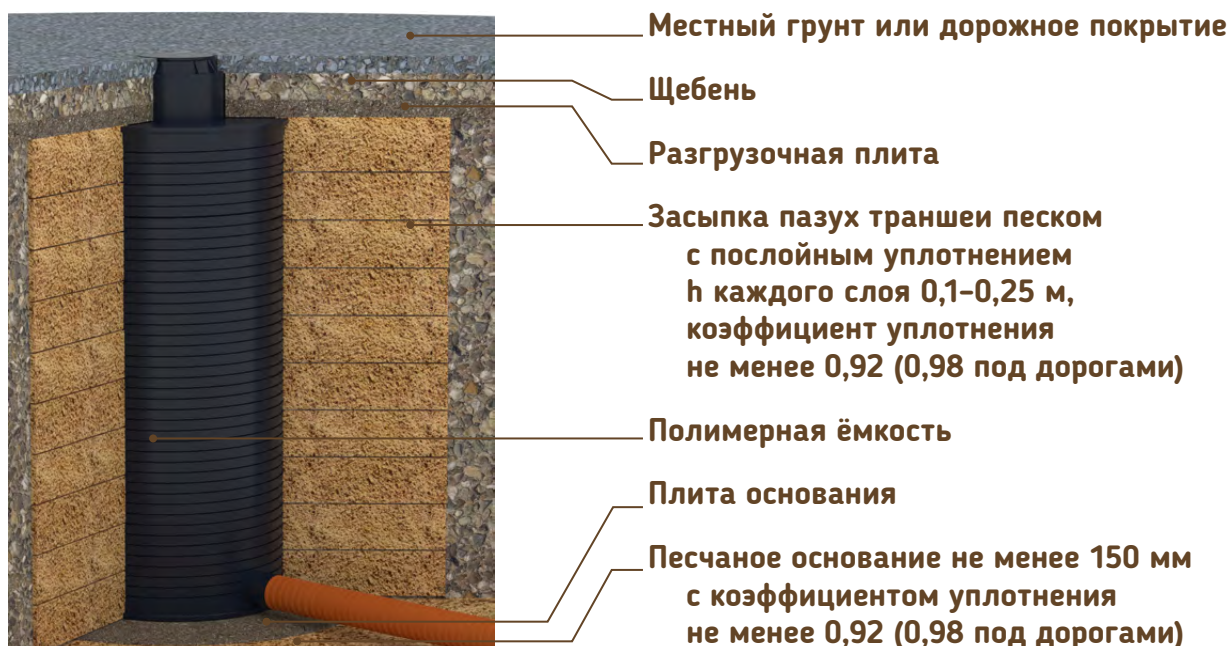 Местный грунт или дорожное покрытие
Щебень
Разгрузочная плита
Засыпка пазух траншеи песком
с послойным уплотнением
h каждого слоя 0,1–0,25 м,
коэффициент уплотнения
не менее 0,92 (0,98 под дорогами)
Полимерная ёмкость
Плита основания
Песчаное основание не менее 150 мм
с коэффициентом уплотнения
не менее 0,92 (0,98 под дорогами)